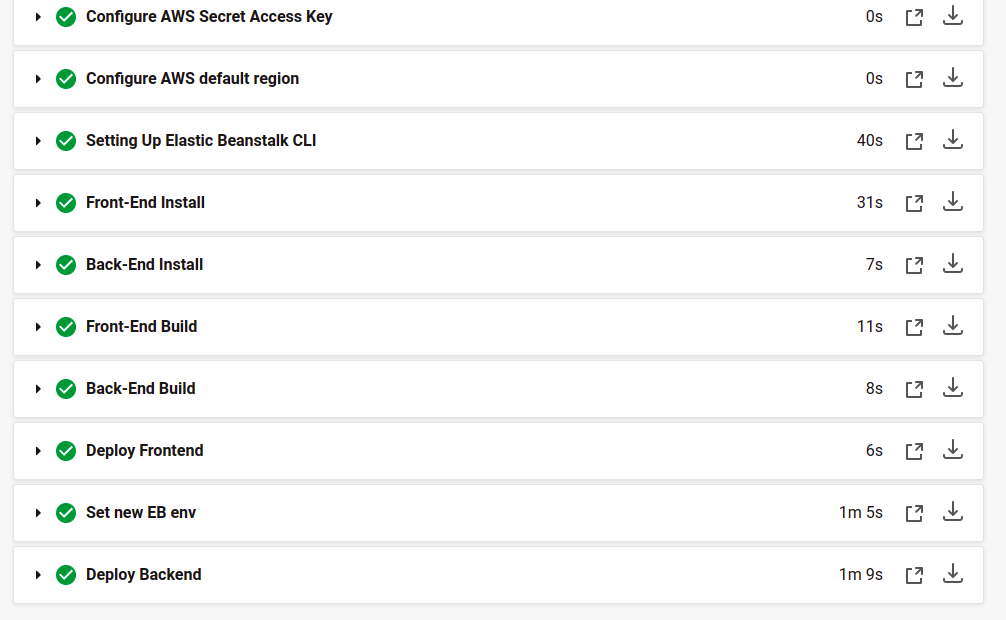 Configure AWS Secret Access Key 0s
Configure AWS default region 0s
Setting Up Elastic Beanstalk CLI 40s
Front-End Install 31s
Back-End Install 7s
Front-End Build 11s
Back-End Build 8s
Deploy Frontend 6s
Set new EB env 1m 5s
Deploy Backend 1m 9s